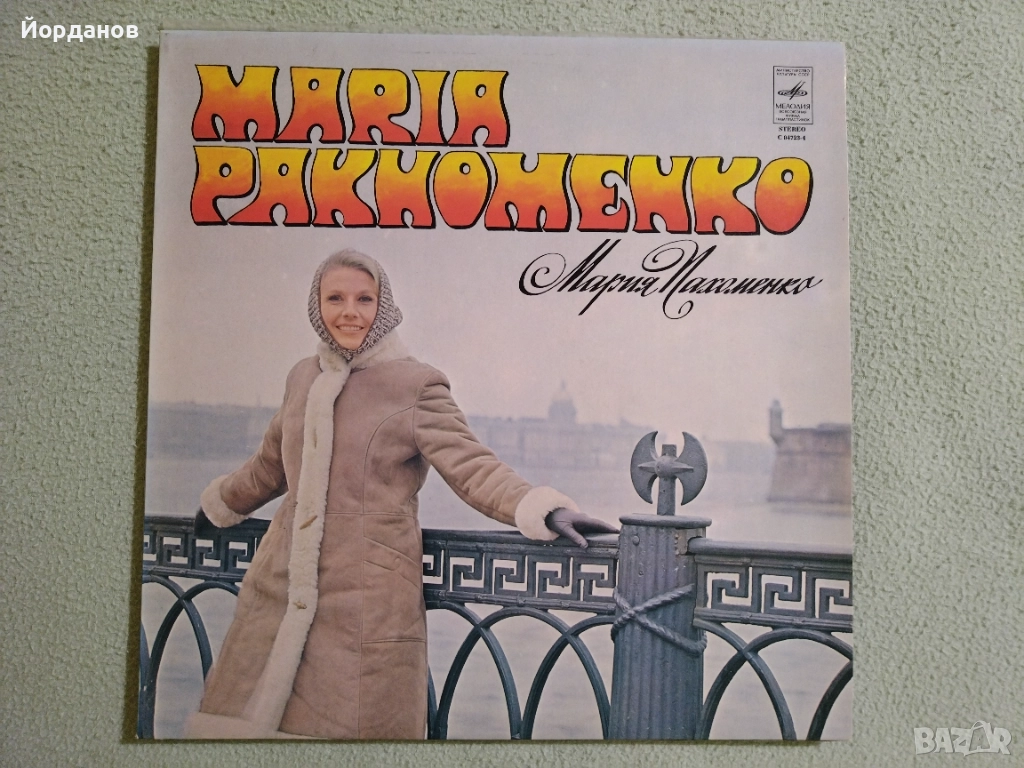 Йорданов
MARIA
PAKHOMENKO
Мария Пахоменко
МЕЛОДИЯ
STEREO
BAZAR